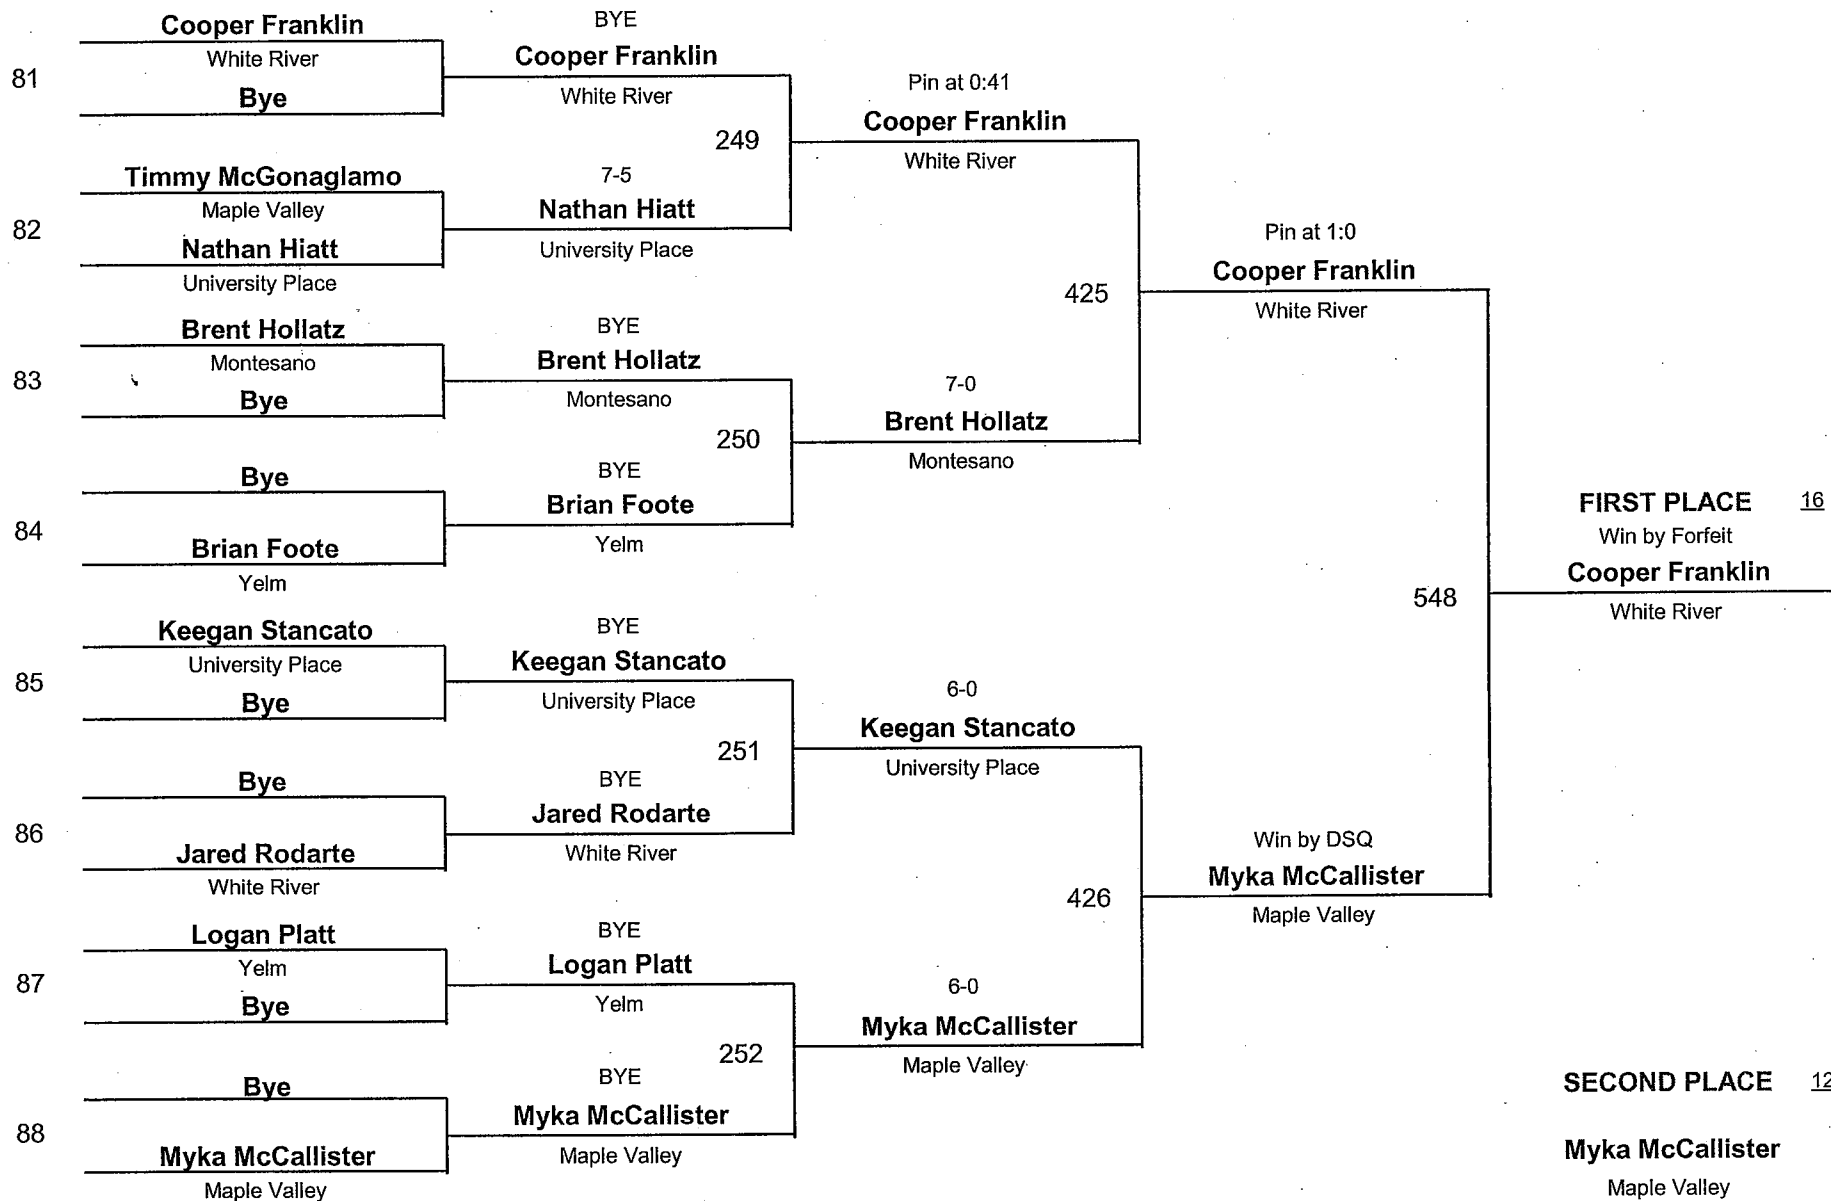 81
Cooper Franklin
White River
Bye
82
Timmy McGonaglamo
Maple Valley
Nathan Hiatt
University Place
83
Brent Hollatz
Montesano
Bye
84
Bye
Brian Foote
Yelm
85
Keegan Stancato
University Place
Bye
86
Bye
Jared Rodarte
White River
87
Logan Platt
Yelm
Bye
88
Bye
Myka McCallister
Maple Valley
BYE
Cooper Franklin
White River
249
7-5
Nathan Hiatt
University Place
BYE
Brent Hollatz
Montesano
250
BYE
Brian Foote
Yelm
BYE
Keegan Stancato
University Place
251
BYE
Jared Rodarte
White River
BYE
Logan Platt
Yelm
252
BYE
Myka McCallister
Maple Valley
Pin at 0:41
Cooper Franklin
White River
425
7-0
Brent Hollatz
Montesano
6-0
Keegan Stancato
University Place
426
6-0
Myka McCallister
Maple Valley
Pin at 1:0
Cooper Franklin
White River
548
Win by DSQ
Myka McCallister
Maple Valley
FIRST PLACE 16
Win by Forfeit
Cooper Franklin
White River
SECOND PLACE 12
Myka McCallister
Maple Valley